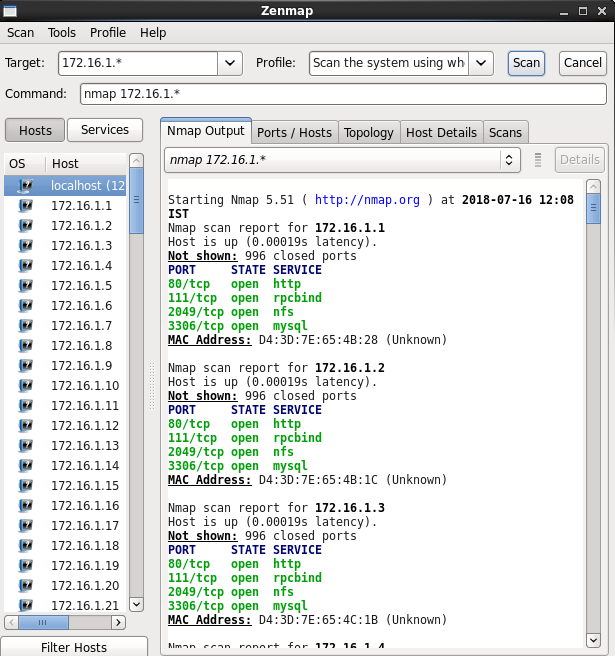 Zenmap
Scan Tools Profile Help
Target: 172.16.1.* Profile: Scan the system using Scan Cancel
Command: nmap 172.16.1.*
Hosts Services
Nmap Output Ports / Hosts Topology Host Details Scans
OS Host
localhost (12
172.16.1.1
172.16.1.2
172.16.1.3
172.16.1.4
172.16.1.5
172.16.1.6
172.16.1.7
172.16.1.8
172.16.1.9
172.16.1.10
172.16.1.11
172.16.1.12
172.16.1.13
172.16.1.14
172.16.1.15
172.16.1.16
172.16.1.17
172.16.1.18
172.16.1.19
172.16.1.20
172.16.1.21
Filter Hosts
nmap 172.16.1.* Details
Starting Nmap 5.51 ( http://nmap.org ) at 2018-07-16 12:08
IST
Nmap scan report for 172.16.1.1
Host is up (0.00019s latency).
Not shown: 996 closed ports
PORT STATE SERVICE
80/tcp open http
111/tcp open rpcbind
2049/tcp open nfs
3306/tcp open mysql
MAC Address: D4:3D:7E:65:4B:28 (Unknown)
Nmap scan report for 172.16.1.2
Host is up (0.00019s latency).
Not shown: 996 closed ports
PORT STATE SERVICE
80/tcp open http
111/tcp open rpcbind
2049/tcp open nfs
3306/tcp open mysql
MAC Address: D4:3D:7E:65:4B:1C (Unknown)
Nmap scan report for 172.16.1.3
Host is up (0.00019s latency).
Not shown: 996 closed ports
PORT STATE SERVICE
80/tcp open http
111/tcp open rpcbind
2049/tcp open nfs
3306/tcp open mysql
MAC Address: D4:3D:7E:65:4C:1B (Unknown)
Nmap scan report for 172.16.1.4